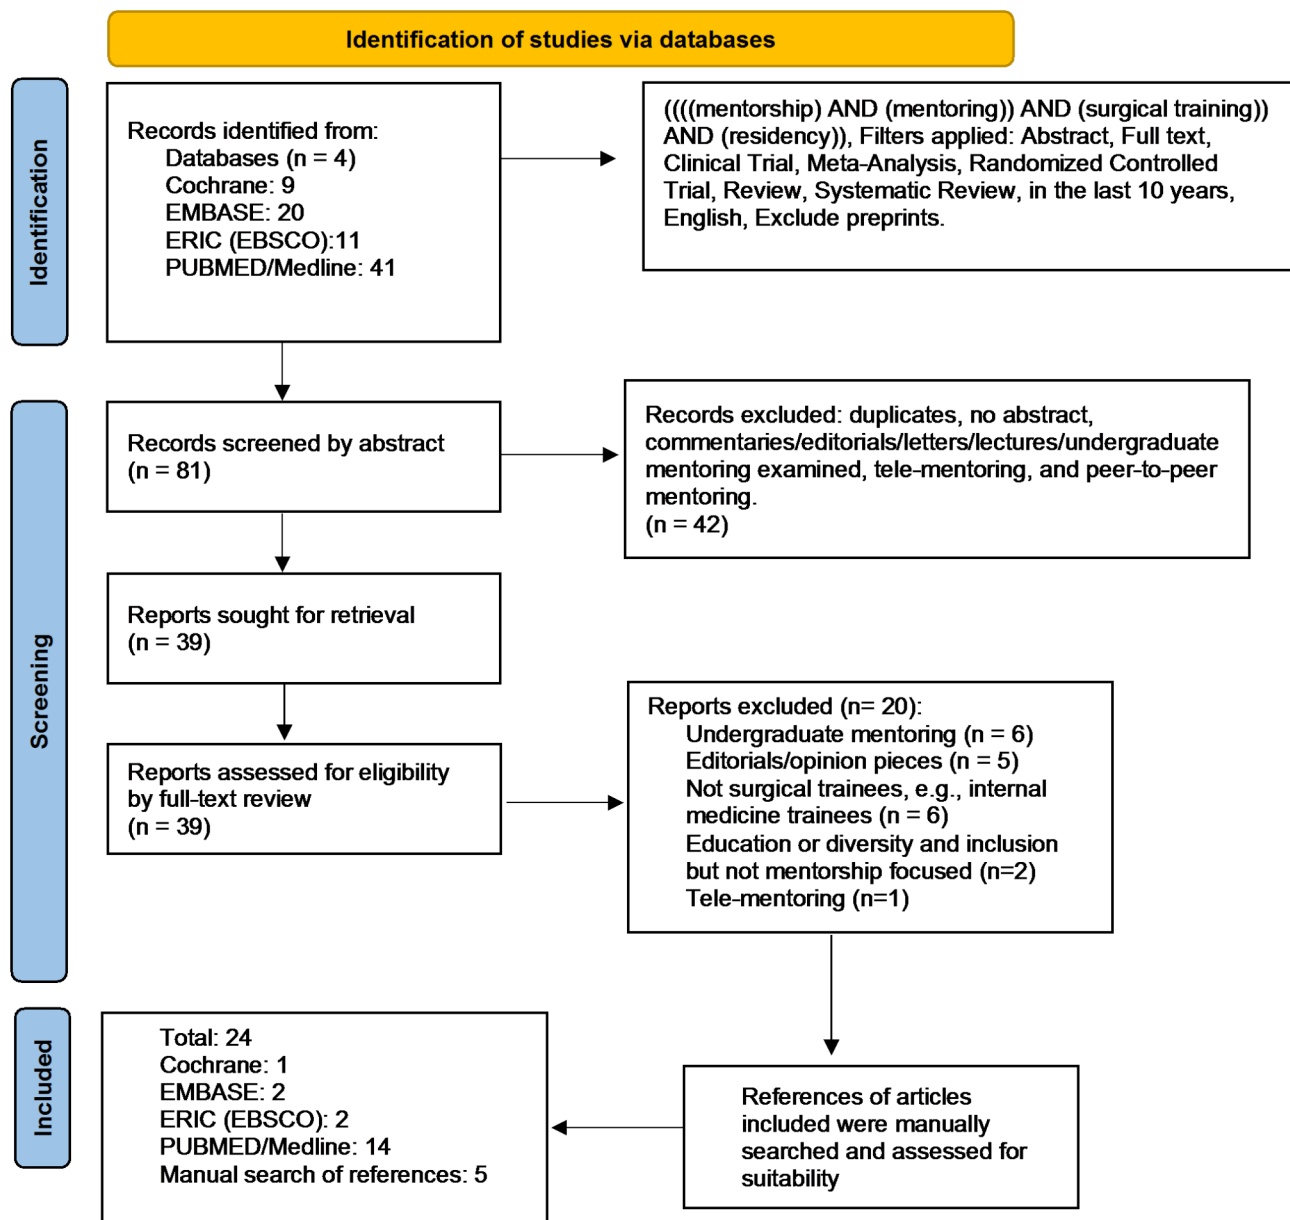 Identification of studies via databases
Identification
Records identified from:
Databases (n = 4)
Cochrane: 9
EMBASE: 20
ERIC (EBSCO):11
PUBMED/Medline: 41
((((mentorship) AND (mentoring)) AND (surgical training))
AND (residency)), Filters applied: Abstract, Full text,
Clinical Trial, Meta-Analysis, Randomized Controlled
Trial, Review, Systematic Review, in the last 10 years,
English, Exclude preprints.
Screening
Records screened by abstract
(n = 81)
Records excluded: duplicates, no abstract,
commentaries/editorials/letters/lectures/undergraduate
mentoring examined, tele-mentoring, and peer-to-peer
mentoring.
(n = 42)
Reports sought for retrieval
(n = 39)
Reports assessed for eligibility
by full-text review
(n = 39)
Reports excluded (n= 20):
Undergraduate mentoring (n = 6)
Editorials/opinion pieces (n = 5)
Not surgical trainees, e.g., internal
medicine trainees (n = 6)
Education or diversity and inclusion
but not mentorship focused (n=2)
Tele-mentoring (n=1)
Included
Total: 24
Cochrane: 1
EMBASE: 2
ERIC (EBSCO): 2
PUBMED/Medline: 14
Manual search of references: 5
References of articles
included were manually
searched and assessed for
suitability